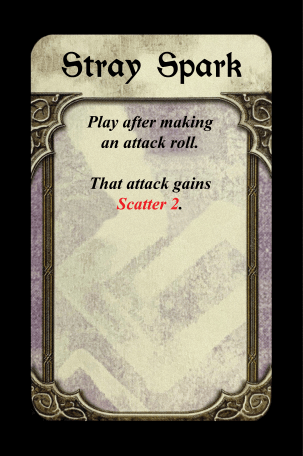 Stray Spark
Play after making
an attack roll.
That attack gains
Scatter 2.